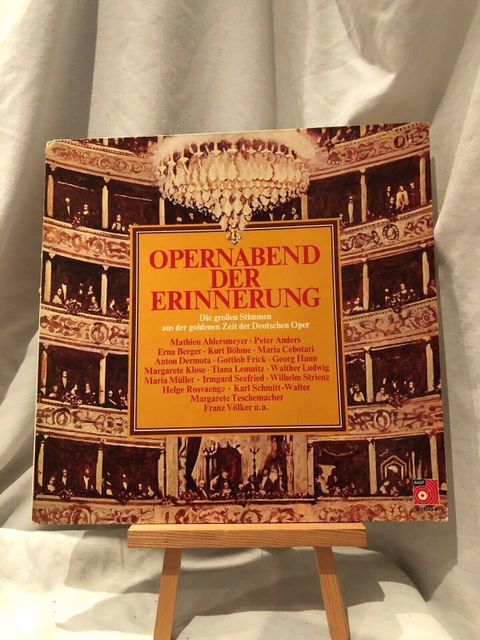 OPERNABEND
DER
ERINNERUNG
Die großen Stimmen
aus der goldenen Zeit der Deutschen Oper
Mathieu Ahlersmeyer · Peter Anders
Erna Berger · Kurt Böhme · Maria Cebotari
Anton Dermota · Gottlob Frick · Georg Hann
Margarete Klose · Tiana Lemnitz · Walther Ludwig
Maria Müller · Irmgard Seefried · Wilhelm Strienz
Helge Rosvaenge · Karl Schmitt-Walter
Margarete Teschemacher
Franz Völker u.a.
BASF